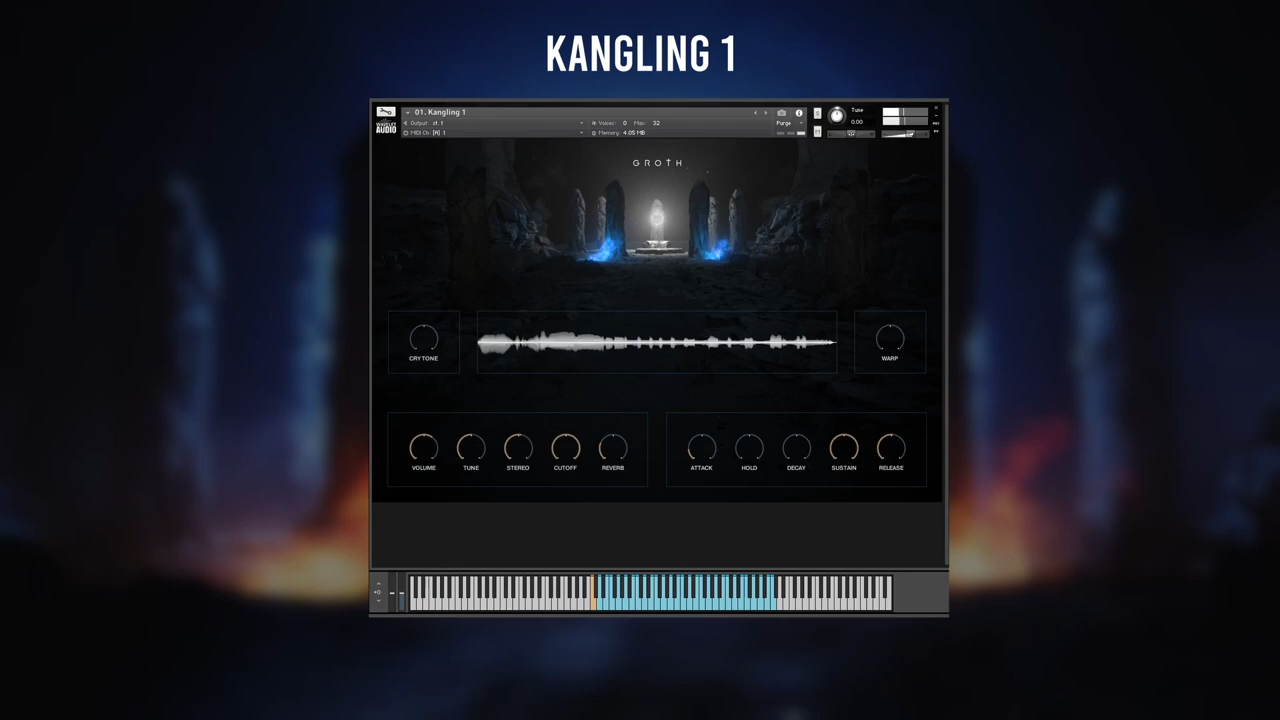 KANGLING 1
01. Kangling 1
Output: st. 1
Voices: 0 Max: 32
Purge
MIDI Ch: [A] 1
Memory: 4.05 MB
Tune
0.00
S
M
WAVELET
AUDIO
GROTH
CRY TONE
WARP
VOLUME TUNE STEREO CUTOFF REVERB
ATTACK HOLD DECAY SUSTAIN RELEASE
+0